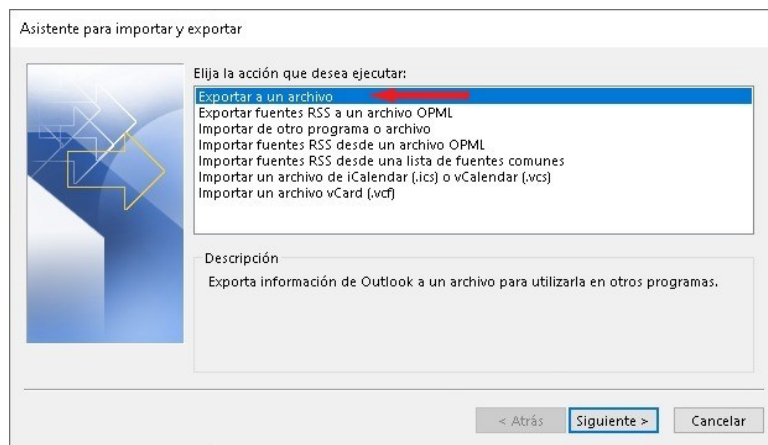 Asistente para importar y exportar
Elija la acción que desea ejecutar:
Exportar a un archivo
Exportar fuentes RSS a un archivo OPML
Importar de otro programa o archivo
Importar fuentes RSS desde un archivo OPML
Importar fuentes RSS desde una lista de fuentes comunes
Importar un archivo de iCalendar (.ics) o vCalendar (.vcs)
Importar un archivo vCard (.vcf)
Descripción
Exporta información de Outlook a un archivo para utilizarla en otros programas.
< Atrás Siguiente > Cancelar